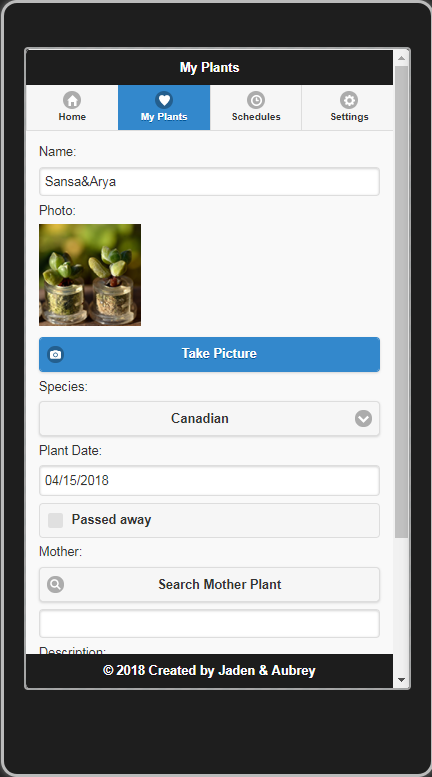 My Plants
Home
My Plants
Schedules
Settings
Name:
Sansa&Arya
Photo:
Take Picture
Species:
Canadian
Plant Date:
04/15/2018
Passed away
Mother:
Search Mother Plant
Description:
© 2018 Created by Jaden & Aubrey